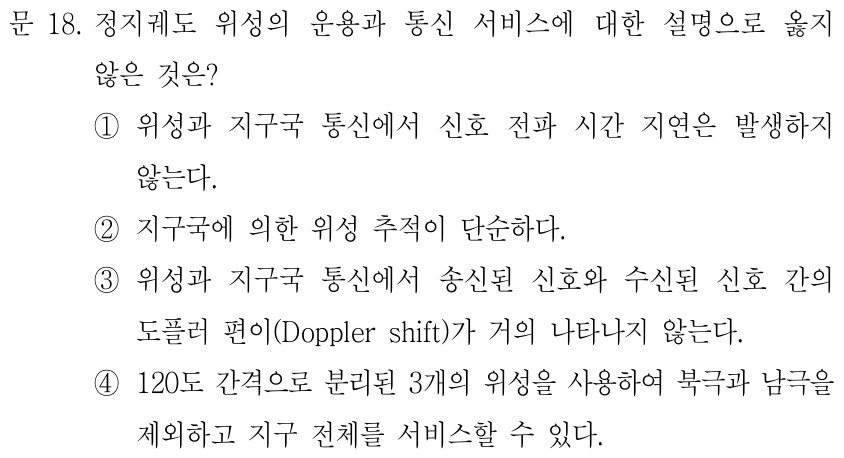 문 18. 정지궤도 위성의 운용과 통신 서비스에 대한 설명으로 옳지
않은 것은?
① 위성과 지구국 통신에서 신호 전파 시간 지연은 발생하지
않는다.
② 지구국에 의한 위성 추적이 단순하다.
③ 위성과 지구국 통신에서 송신된 신호와 수신된 신호 간의
도플러 편이(Doppler shift)가 거의 나타나지 않는다.
④ 120도 간격으로 분리된 3개의 위성을 사용하여 북극과 남극을
제외하고 지구 전체를 서비스할 수 있다.